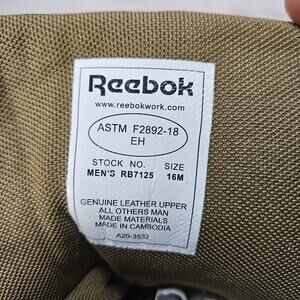 Reebok
www.reebokwork.com
ASTM F2892-18
EH
STOCK NO. SIZE
MEN'S RB7125 16M
GENUINE LEATHER UPPER
ALL OTHERS MAN
MADE MATERIALS
MADE IN CAMBODIA
A20-3532